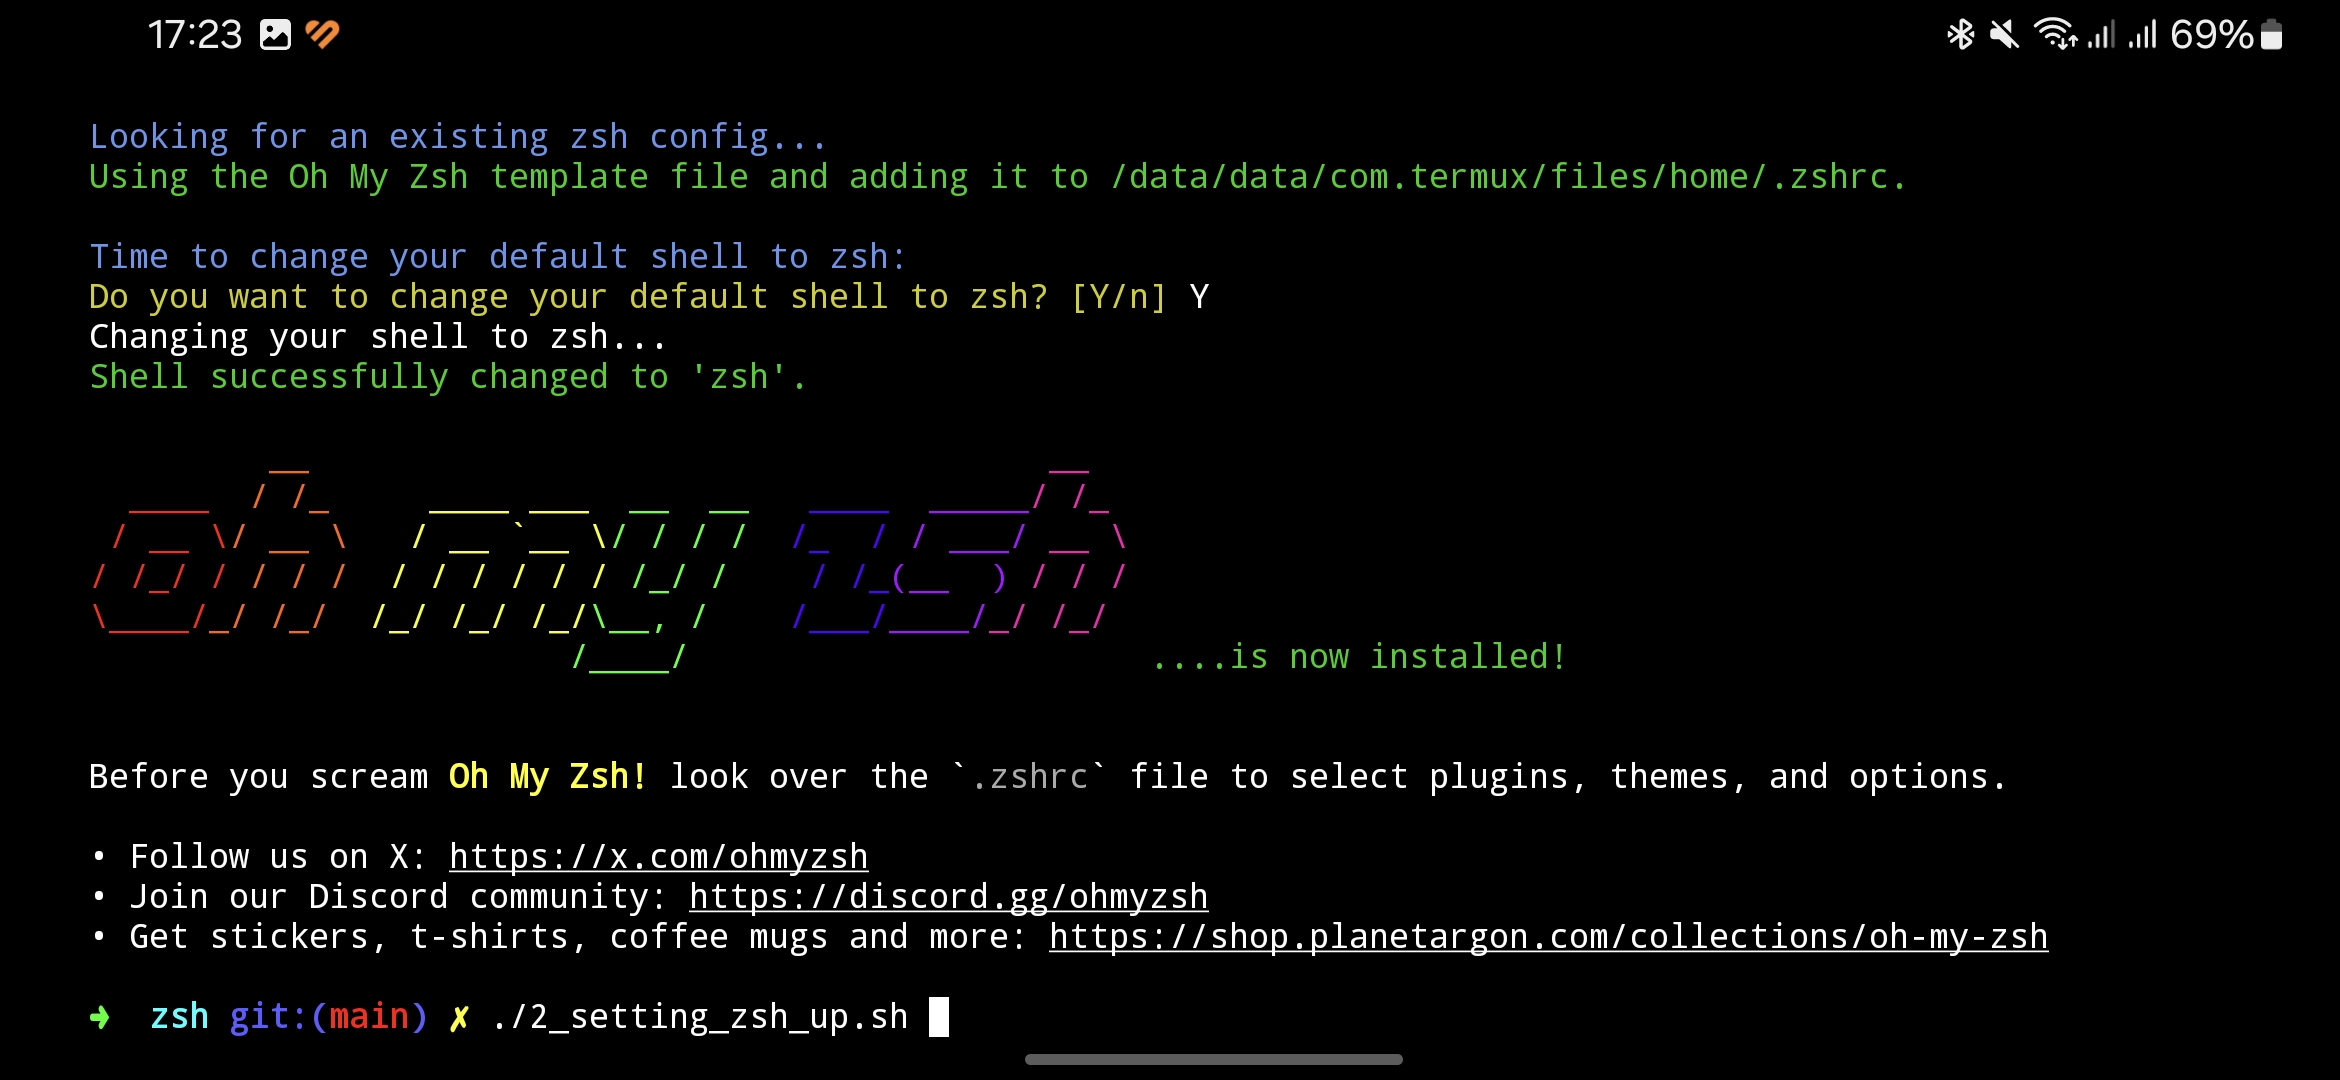 17:23 69%
Looking for an existing zsh config...
Using the Oh My Zsh template file and adding it to /data/data/com.termux/files/home/.zshrc.
Time to change your default shell to zsh:
Do you want to change your default shell to zsh? [Y/n] Y
Changing your shell to zsh...
Shell successfully changed to 'zsh'.
oh my zsh
....is now installed!
Before you scream Oh My Zsh! look over the `.zshrc` file to select plugins, themes, and options.
• Follow us on X: https://x.com/ohmyzsh
• Join our Discord community: https://discord.gg/ohmyzsh
• Get stickers, t-shirts, coffee mugs and more: https://shop.planetargon.com/collections/oh-my-zsh
➜ zsh git:(main) ✗ ./2_setting_zsh_up.sh